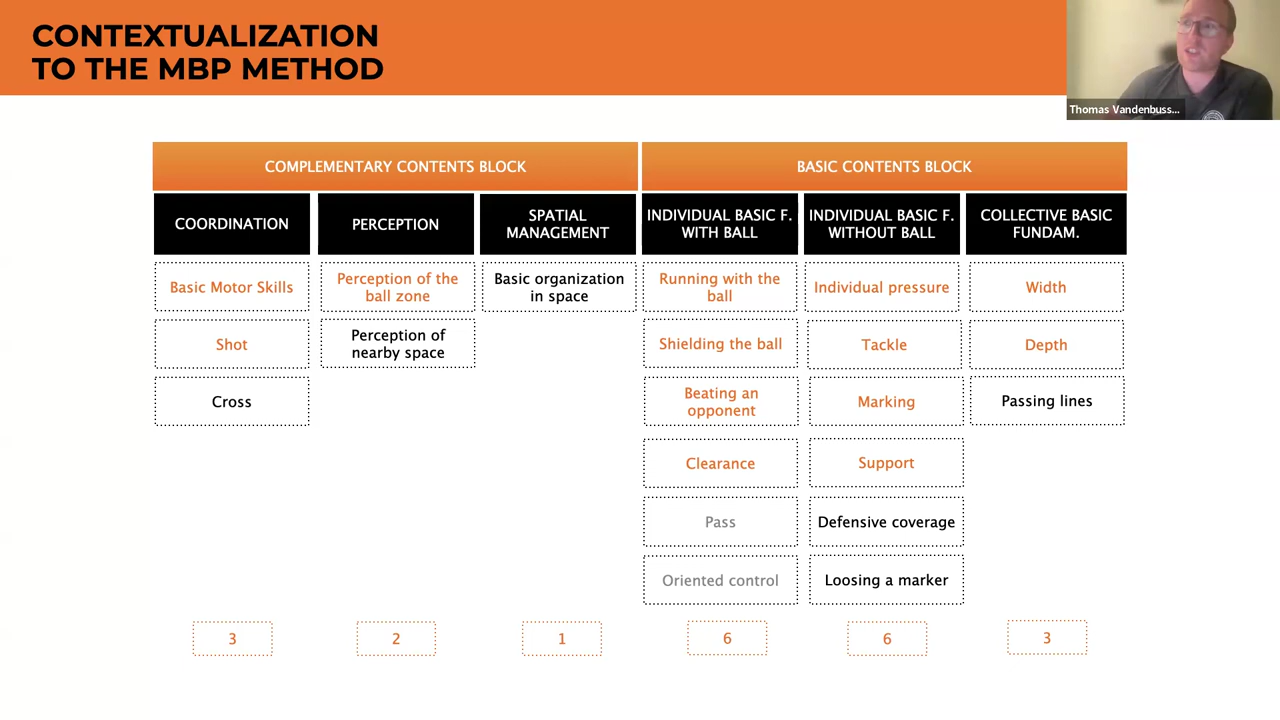 CONTEXTUALIZATION
TO THE MBP METHOD
Thomas Vandenbuss...
COMPLEMENTARY CONTENTS BLOCK
BASIC CONTENTS BLOCK
COORDINATION
PERCEPTION
SPATIAL
MANAGEMENT
INDIVIDUAL BASIC F.
WITH BALL
INDIVIDUAL BASIC F.
WITHOUT BALL
COLLECTIVE BASIC
FUNDAM.
Basic Motor Skills
Perception of the
ball zone
Basic organization
in space
Running with the
ball
Individual pressure
Width
Shot
Perception of
nearby space
Shielding the ball
Tackle
Depth
Cross
Beating an
opponent
Marking
Passing lines
Clearance
Support
Pass
Defensive coverage
Oriented control
Loosing a marker
3
2
1
6
6
3